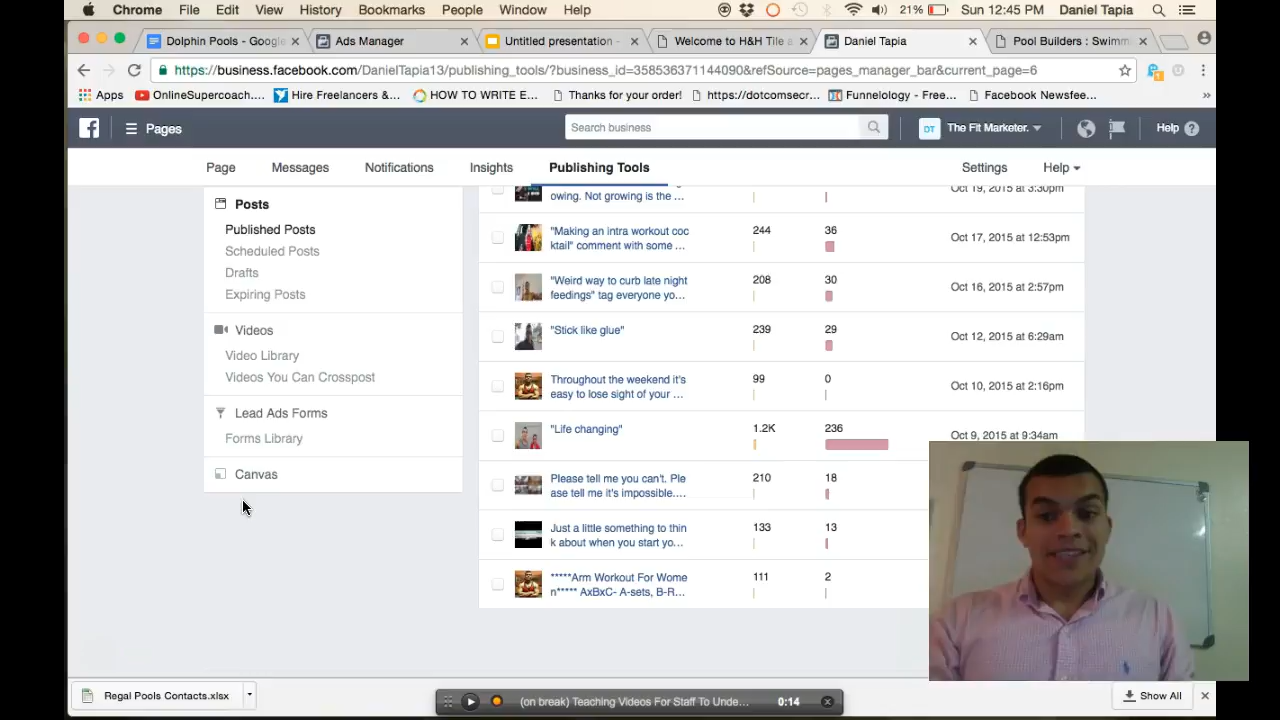 Chrome File Edit View History Bookmarks People Window Help 21% Sun 12:45 PM Daniel Tapia
Dolphin Pools - Google Ads Manager Untitled presentation - Welcome to H&H Tile a Daniel Tapia Pool Builders : Swimm
https://business.facebook.com/DanielTapia13/publishing_tools/?business_id=358536371144090&refSource=pages_manager_bar&current_page=6
Apps OnlineSupercoach.... Hire Freelancers &... HOW TO WRITE E... Thanks for your order! https://dotcomsecr... Funnelology - Free... Facebook Newsfee... »
Pages Search business DT The Fit Marketer. Help
Page Messages Notifications Insights Publishing Tools Settings Help
Posts
Published Posts
Scheduled Posts
Drafts
Expiring Posts
Videos
Video Library
Videos You Can Crosspost
Lead Ads Forms
Forms Library
Canvas
owing. Not growing is the ... Oct 19, 2015 at 3:30pm
"Making an intra workout coc 244 36 Oct 17, 2015 at 12:53pm
ktail" comment with some ...
"Weird way to curb late night 208 30 Oct 16, 2015 at 2:57pm
feedings" tag everyone yo...
"Stick like glue" 239 29 Oct 12, 2015 at 6:29am
Throughout the weekend it's 99 0 Oct 10, 2015 at 2:16pm
easy to lose sight of your ...
"Life changing" 1.2K 236 Oct 9, 2015 at 9:34am
Please tell me you can't. Ple 210 18
ase tell me it's impossible....
Just a little something to thin 133 13
k about when you start yo...
*****Arm Workout For Wome 111 2
n***** AxBxC- A-sets, B-R...
Regal Pools Contacts.xlsx (on break) Teaching Videos For Staff To Unde... 0:14 Show All